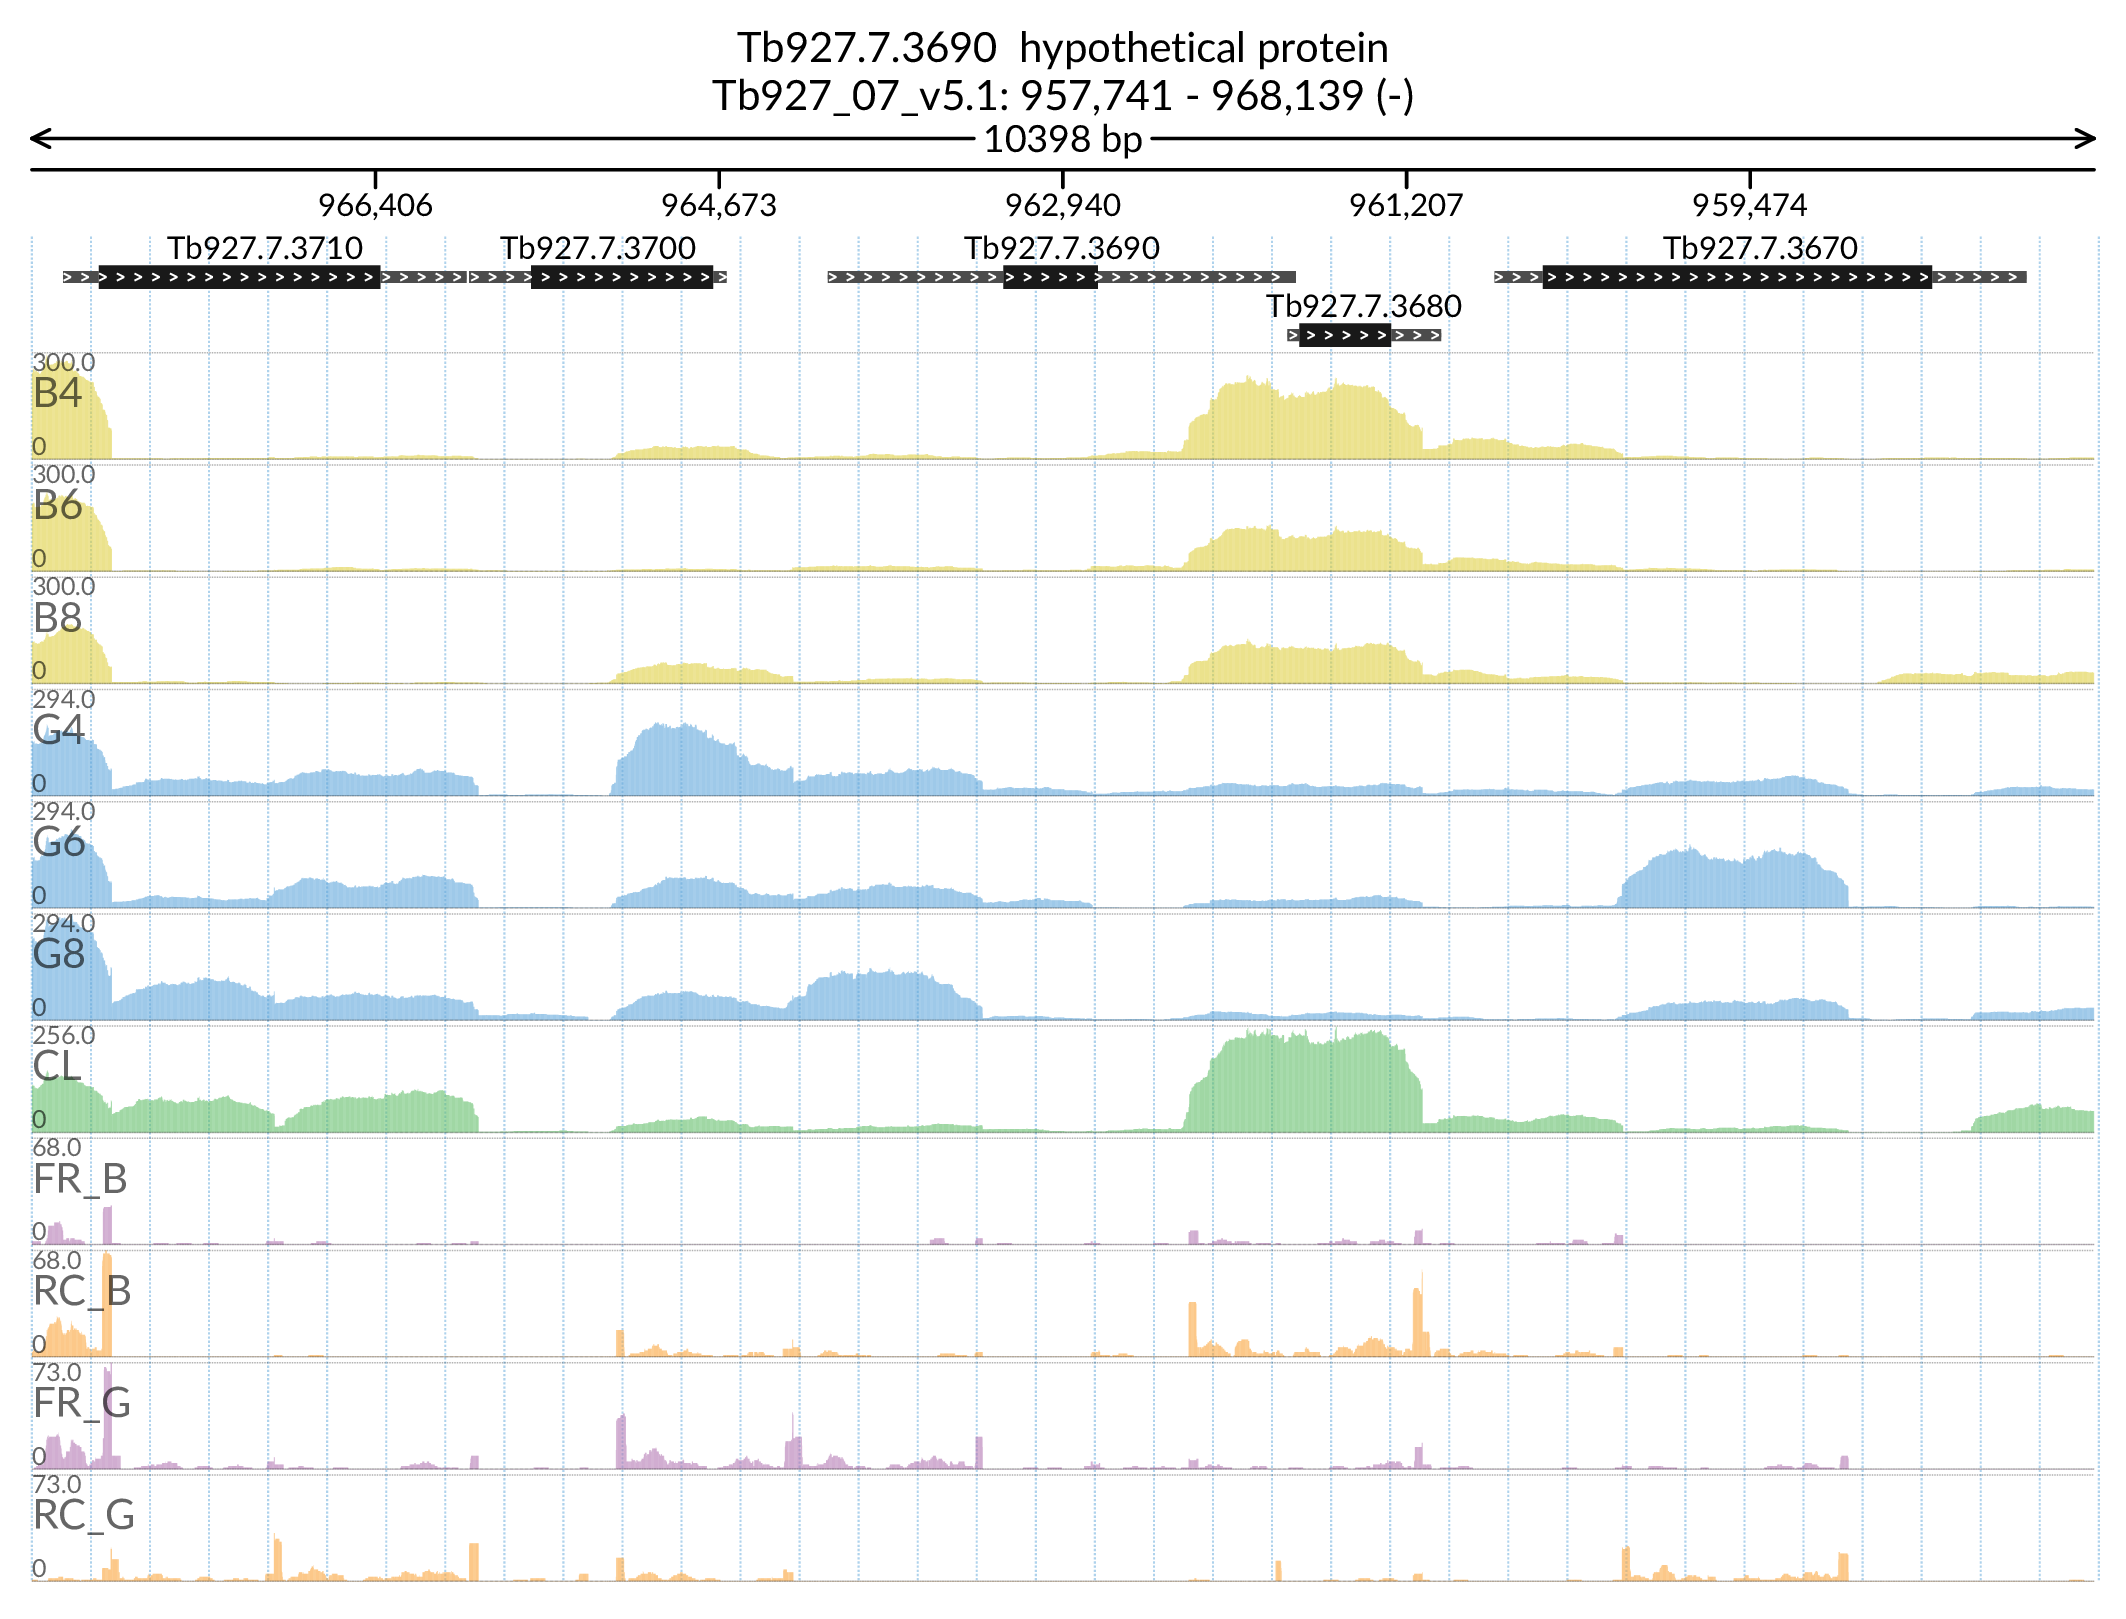 Tb927.7.3690  hypothetical protein
Tb927_07_v5.1: 957,741 - 968,139 (-)
10398 bp
966,406 964,673 962,940 961,207 959,474
Tb927.7.3710 Tb927.7.3700 Tb927.7.3690 Tb927.7.3670
Tb927.7.3680
300.0
B4
0
300.0
B6
0
300.0
B8
0
294.0
G4
0
294.0
G6
0
294.0
G8
0
256.0
CL
0
68.0
FR_B
0
68.0
RC_B
0
73.0
FR_G
0
73.0
RC_G
0